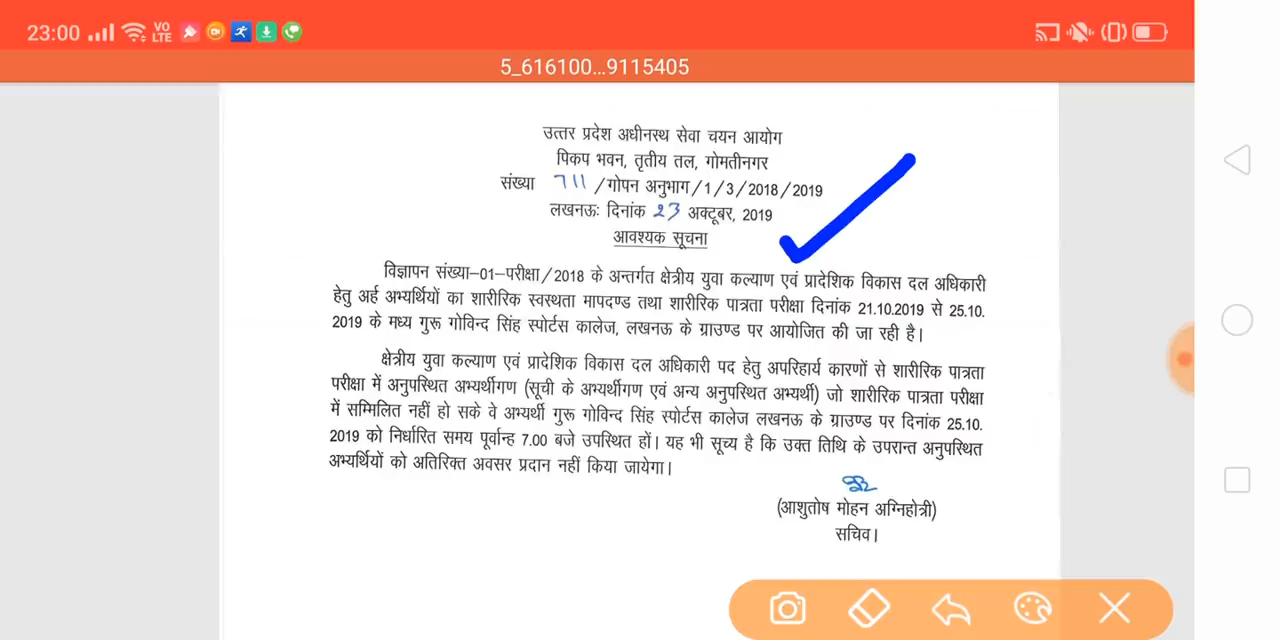 23:00
VO
LTE
5_616100...9115405
उत्तर प्रदेश अधीनस्थ सेवा चयन आयोग
पिकप भवन, तृतीय तल, गोमतीनगर
संख्या 711/गोपन अनुभाग/1/3/2018/2019
लखनऊः दिनांक 23 अक्टूबर, 2019
आवश्यक सूचना
विज्ञापन संख्या-01-परीक्षा/2018 के अन्तर्गत क्षेत्रीय युवा कल्याण एवं प्रादेशिक विकास दल अधिकारी
हेतु अर्ह अभ्यर्थियों का शारीरिक स्वस्थता मापदण्ड तथा शारीरिक पात्रता परीक्षा दिनांक 21.10.2019 से 25.10.
2019 के मध्य गुरू गोविन्द सिंह स्पोर्टस कालेज, लखनऊ के ग्राउण्ड पर आयोजित की जा रही है।
क्षेत्रीय युवा कल्याण एवं प्रादेशिक विकास दल अधिकारी पद हेतु अपरिहार्य कारणों से शारीरिक पात्रता
परीक्षा में अनुपस्थित अभ्यर्थीगण (सूची के अभ्यर्थीगण एवं अन्य अनुपस्थित अभ्यर्थी) जो शारीरिक पात्रता परीक्षा
में सम्मिलित नहीं हो सके वे अभ्यर्थी गुरू गोविन्द सिंह स्पोर्टस कालेज लखनऊ के ग्राउण्ड पर दिनांक 25.10.
2019 को निर्धारित समय पूर्वान्ह 7.00 बजे उपस्थित हों। यह भी सूच्य है कि उक्त तिथि के उपरान्त अनुपस्थित
अभ्यर्थियों को अतिरिक्त अवसर प्रदान नहीं किया जायेगा।
(आशुतोष मोहन अग्निहोत्री)
सचिव।